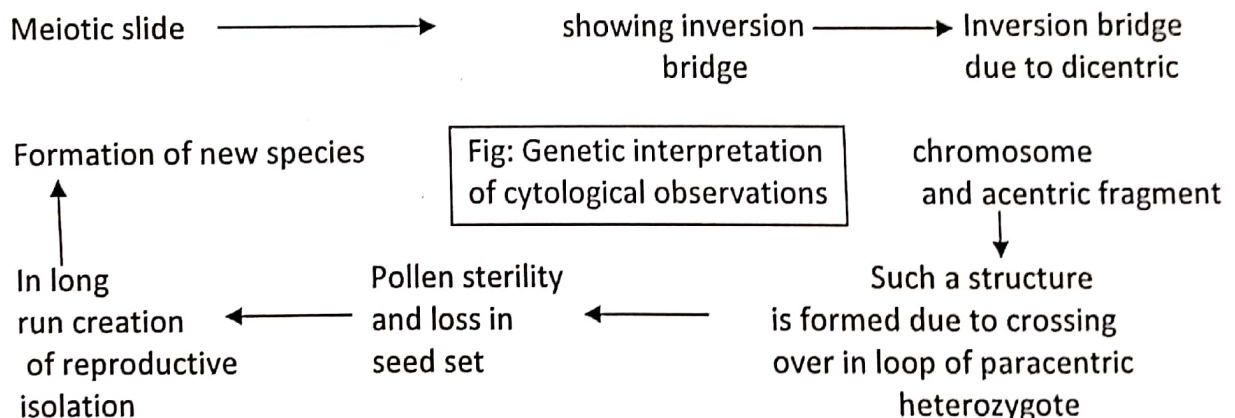 Meiotic slide
showing inversion
bridge
Inversion bridge
due to dicentric
chromosome
and acentric fragment
Such a structure
is formed due to crossing
over in loop of paracentric
heterozygote
Pollen sterility
and loss in
seed set
In long
run creation
of reproductive
isolation
Formation of new species
Fig: Genetic interpretation
of cytological observations